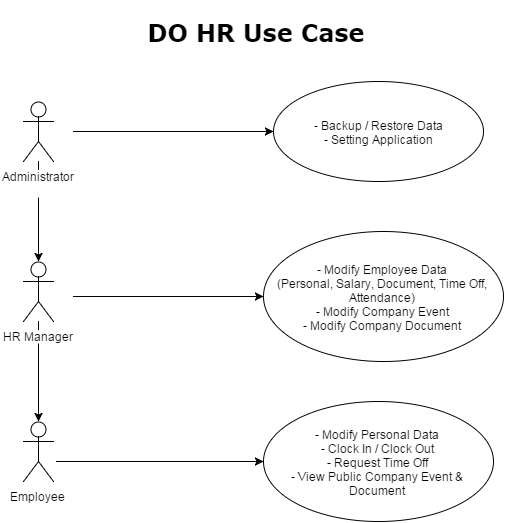 DO HR Use Case
- Backup / Restore Data
- Setting Application
Administrator
- Modify Employee Data
(Personal, Salary, Document, Time Off,
Attendance)
- Modify Company Event
- Modify Company Document
HR Manager
- Modify Personal Data
- Clock In / Clock Out
- Request Time Off
- View Public Company Event &
Document
Employee